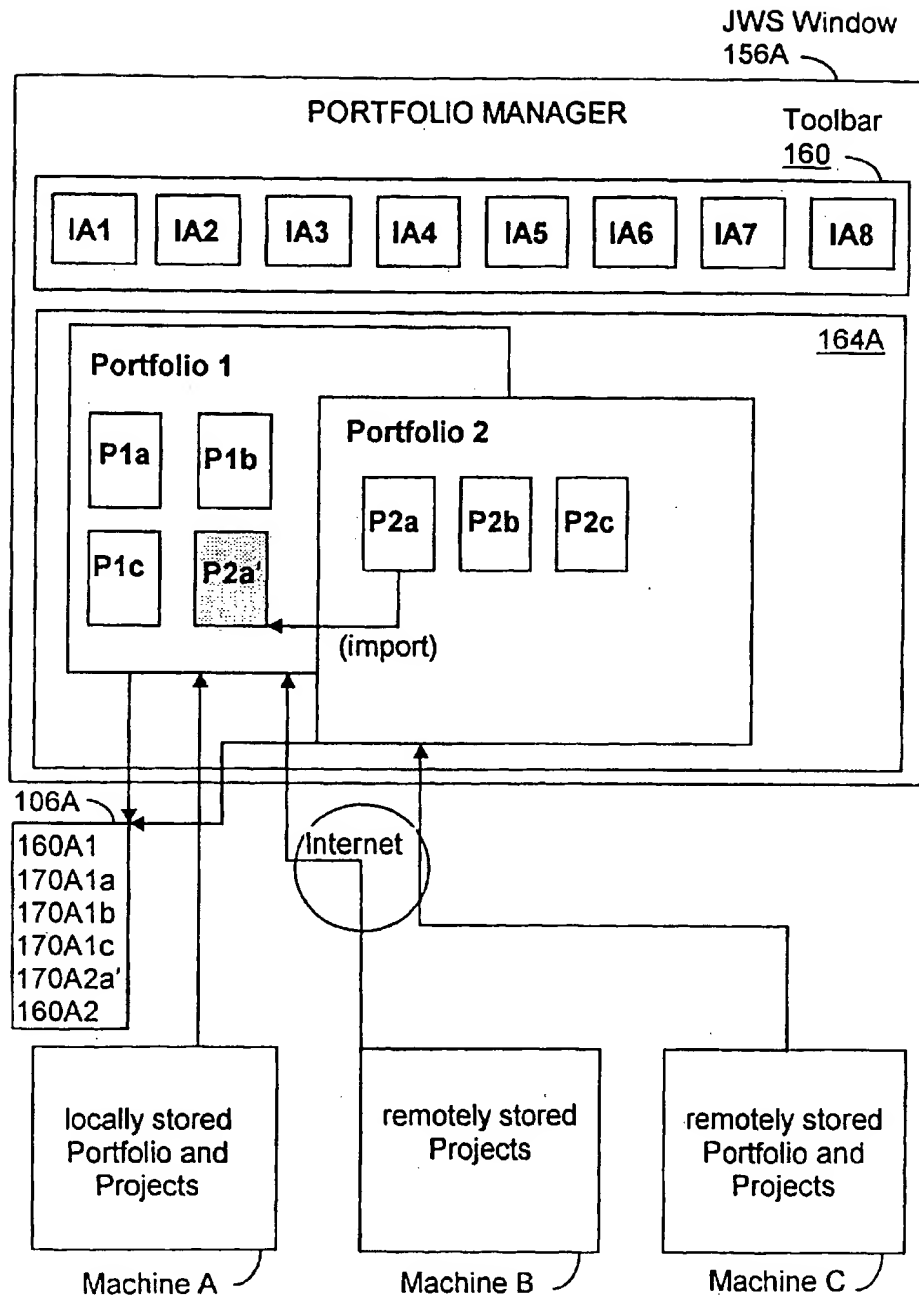 JWS Window
156A
PORTFOLIO MANAGER
Toolbar
160
IA1 IA2 IA3 IA4 IA5 IA6 IA7 IA8
164A
Portfolio 1
P1a P1b
P1c P2a'
Portfolio 2
P2a P2b P2c
(import)
106A
160A1
170A1a
170A1b
170A1c
170A2a'
160A2
Internet
locally stored
Portfolio and
Projects
remotely stored
Projects
remotely stored
Portfolio and
Projects
Machine A
Machine B
Machine C